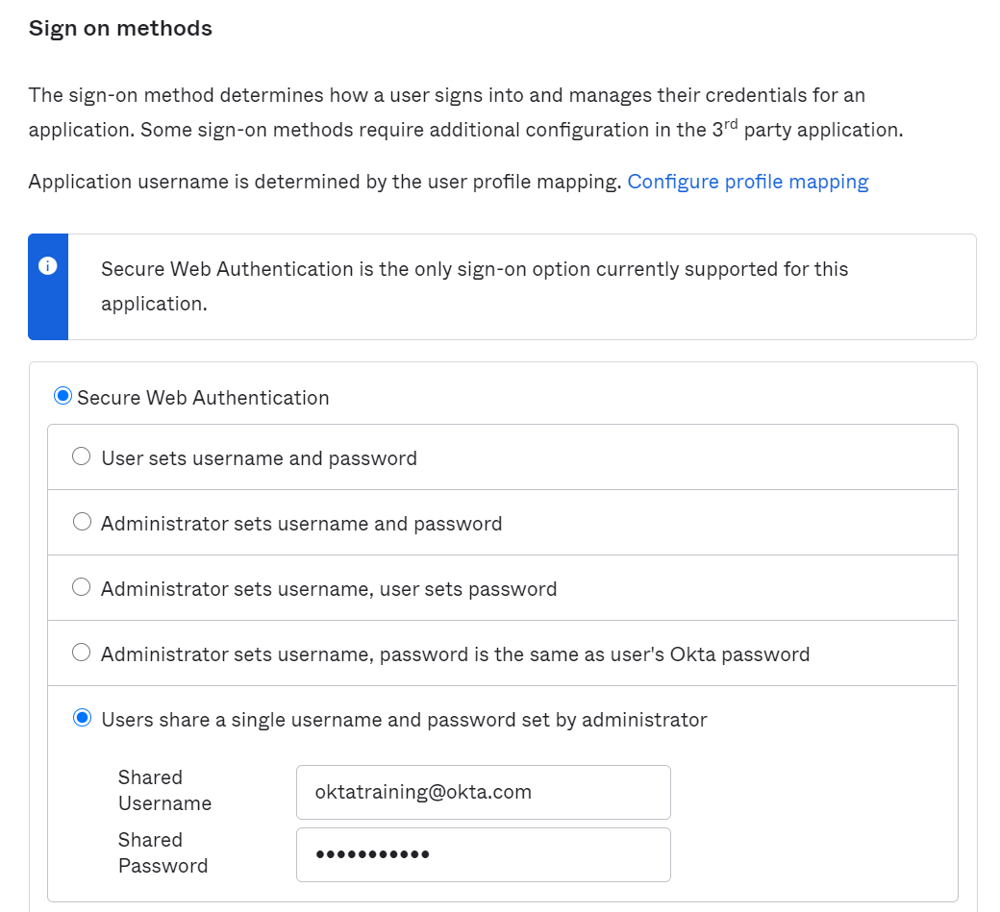 Sign on methods
The sign-on method determines how a user signs into and manages their credentials for an
application. Some sign-on methods require additional configuration in the 3rd party application.
Application username is determined by the user profile mapping. Configure profile mapping
Secure Web Authentication is the only sign-on option currently supported for this
application.
Secure Web Authentication
User sets username and password
Administrator sets username and password
Administrator sets username, user sets password
Administrator sets username, password is the same as user's Okta password
Users share a single username and password set by administrator
Shared
Username
oktatraining@okta.com
Shared
Password
•••••••••••